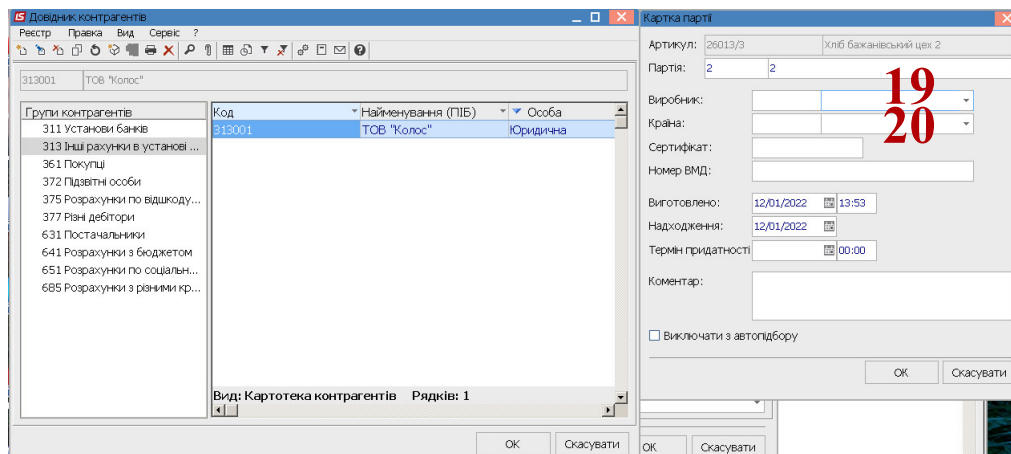 Довідник контрагентів
Реєстр Правка Вид Сервіс ?
313001 ТОВ "Колос"
Групи контрагентів
311 Установи банків
313 Інші рахунки в установі ...
361 Покупці
372 Підзвітні особи
375 Розрахунки по відшкоду...
377 Різні дебітори
631 Постачальники
641 Розрахунки з бюджетом
651 Розрахунки по соціальн...
685 Розрахунки з різними кр...
Код Найменування (ПІБ) Особа
313001 ТОВ "Колос" Юридична
Вид: Картотека контрагентів Рядків: 1
ОК Скасувати
Картка партії
Артикул: 26013/3 Хліб бажанівський цех 2
Партія: 2 2
Виробник: 19
Країна: 20
Сертифікат:
Номер ВМД:
Виготовлено: 12/01/2022 13:53
Надходження: 12/01/2022
Термін придатності 00:00
Коментар:
Виключати з автопідбору
ОК Скасувати
ОК Скасувати